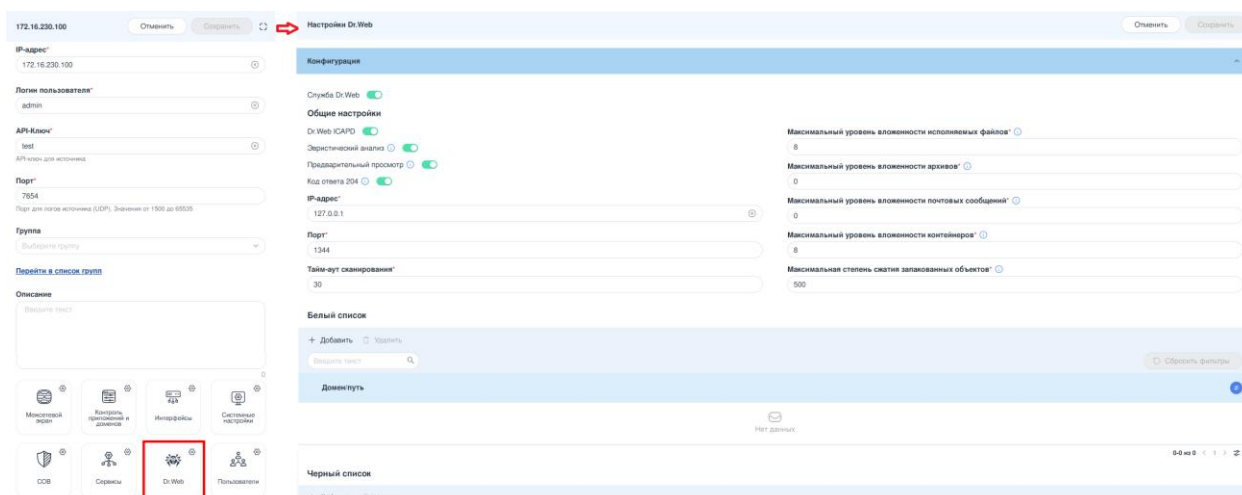 172.16.230.100
Отменить
Сохранить
IP-адрес*
172.16.230.100
Логин пользователя*
admin
API-Ключ*
test
API-ключ для источника
Порт*
7654
Порт для логов источника (UDP). Значения от 1500 до 65535
Группа
Выберите группу
Перейти в список групп
Описание
Введите текст
0
Межсетевой экран
Контроль приложений и доменов
Интерфейсы
Системные настройки
СОВ
Сервисы
Dr.Web
Пользователи
Настройки Dr.Web
Отменить
Сохранить
Конфигурация
Служба Dr.Web
Общие настройки
Dr.Web ICAPD
Эвристический анализ
Предварительный просмотр
Код ответа 204
IP-адрес*
127.0.0.1
Порт*
1344
Тайм-аут сканирования*
30
Максимальный уровень вложенности исполняемых файлов*
8
Максимальный уровень вложенности архивов*
0
Максимальный уровень вложенности почтовых сообщений*
0
Максимальный уровень вложенности контейнеров*
8
Максимальная степень сжатия запакованных объектов*
500
Белый список
+ Добавить
Удалить
Введите текст
Сбросить фильтры
Домен/путь
Нет данных
0-0 из 0 < 1 >
Черный список